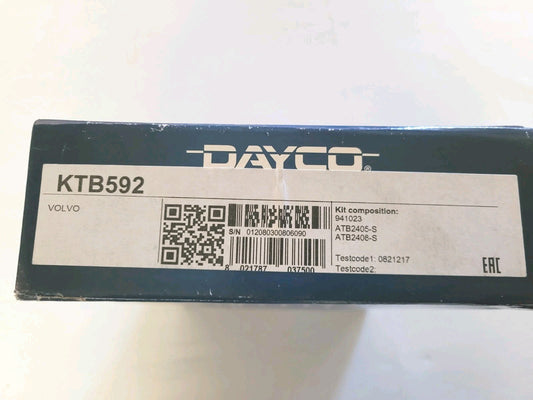 DAYCO®
KTB592
VOLVO
S/N 012080300806090
8 021787 037500
Kit composition:
941023
ATB2405-S
ATB2406-S
Testcode1: 0821217
Testcode2:
EAC